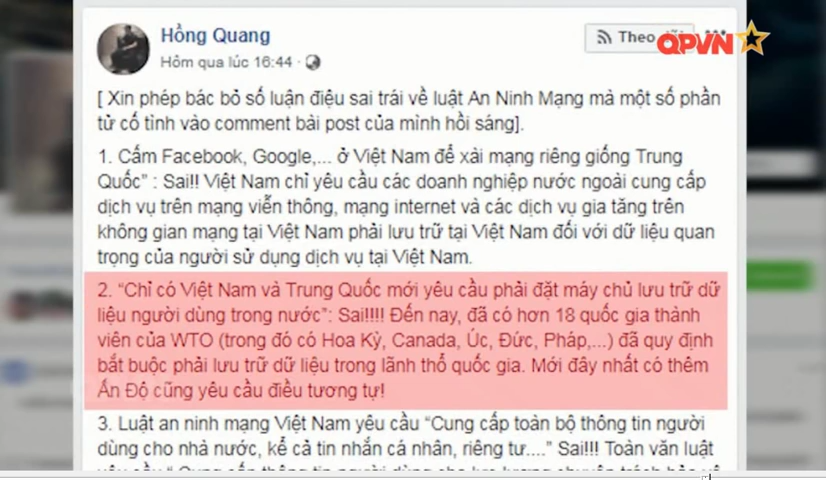 Hồng Quang
Theo
QPVN
Hôm qua lúc 16:44 ·
[ Xin phép bác bỏ số luận điệu sai trái về luật An Ninh Mạng mà một số phần
tử cố tình vào comment bài post của mình hồi sáng].
1. Cấm Facebook, Google,... ở Việt Nam để xài mạng riêng giống Trung
Quốc” : Sai!! Việt Nam chỉ yêu cầu các doanh nghiệp nước ngoài cung cấp
dịch vụ trên mạng viễn thông, mạng internet và các dịch vụ gia tăng trên
không gian mạng tại Việt Nam phải lưu trữ tại Việt Nam đối với dữ liệu quan
trọng của người sử dụng dịch vụ tại Việt Nam.
2. “Chỉ có Việt Nam và Trung Quốc mới yêu cầu phải đặt máy chủ lưu trữ dữ
liệu người dùng trong nước”: Sai!!!! Đến nay, đã có hơn 18 quốc gia thành
viên của WTO (trong đó có Hoa Kỳ, Canada, Úc, Đức, Pháp,...) đã quy định
bắt buộc phải lưu trữ dữ liệu trong lãnh thổ quốc gia. Mới đây nhất có thêm
Ấn Độ cũng yêu cầu điều tương tự!
3. Luật an ninh mạng Việt Nam yêu cầu “Cung cấp toàn bộ thông tin người
dùng cho nhà nước, kể cả tin nhắn cá nhân, riêng tư....” Sai!!! Toàn văn luật